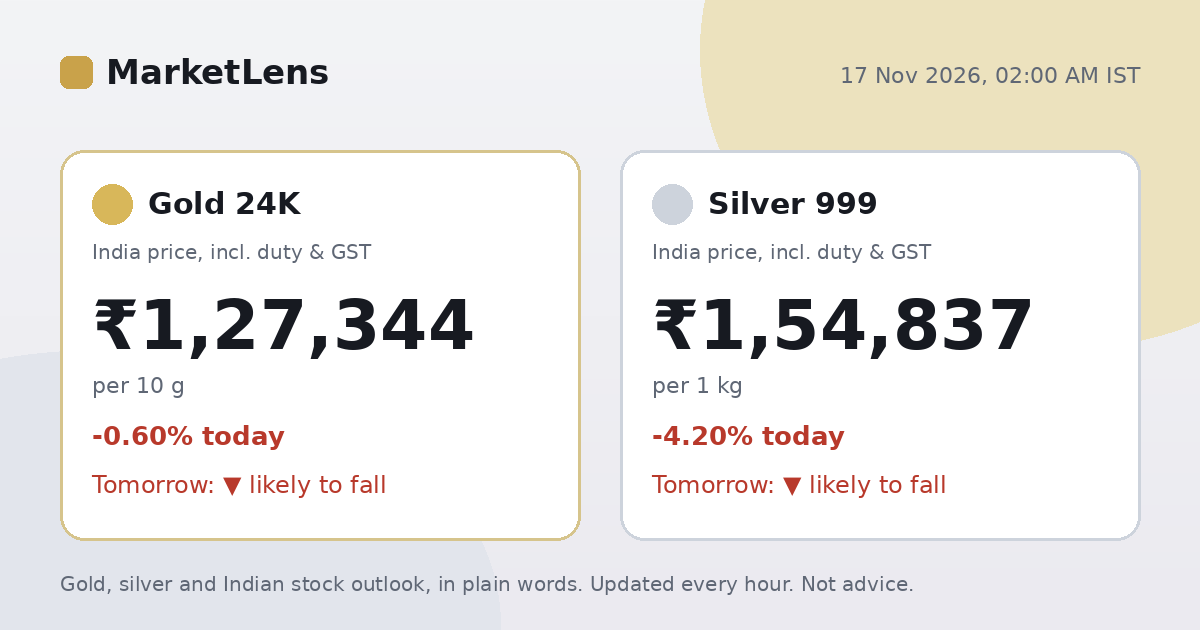 MarketLens
17 Nov 2026, 02:00 AM IST
Gold 24K
India price, incl. duty & GST
₹1,27,344
per 10 g
-0.60% today
Tomorrow: ▼ likely to fall
Silver 999
India price, incl. duty & GST
₹1,54,837
per 1 kg
-4.20% today
Tomorrow: ▼ likely to fall
Gold, silver and Indian stock outlook, in plain words. Updated every hour. Not advice.